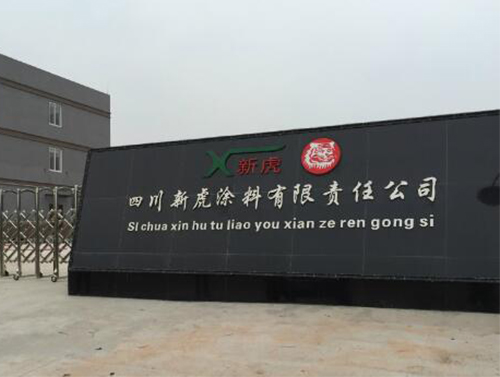 新虎
四川新虎涂料有限责任公司
Si chua xin hu tu liao you xian ze ren gong si